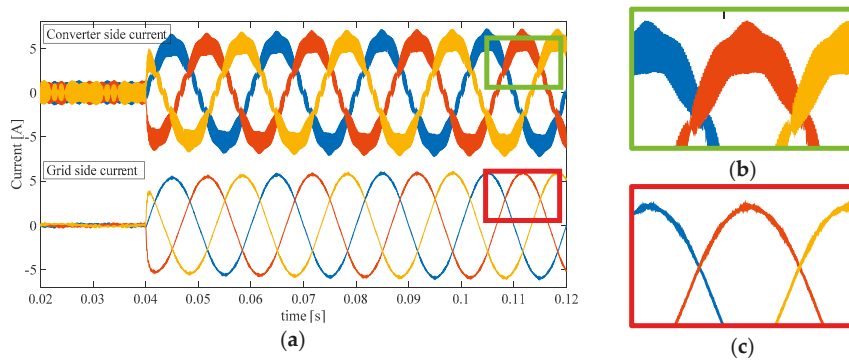 Converter side current
5
0
-5
Current [A]
Grid side current
5
0
-5
0.02 0.03 0.04 0.05 0.06 0.07 0.08 0.09 0.1 0.11 0.12
time [s]
(a)
(b)
(c)